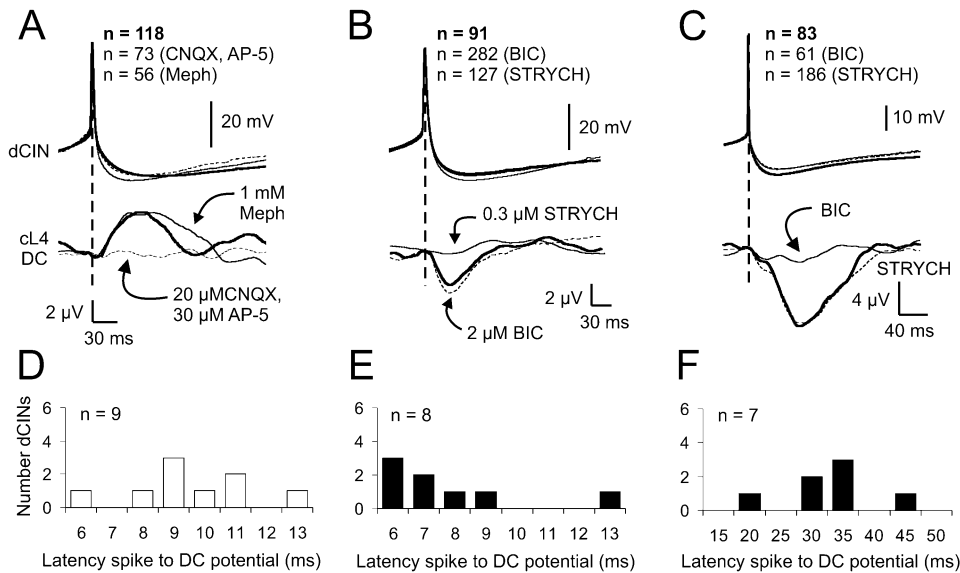 A
n = 118
n = 73 (CNQX, AP-5)
n = 56 (Meph)
20 mV
dCIN
1 mM
Meph
cL4
DC
20 µMCNQX,
30 µM AP-5
2 µV
30 ms
B
n = 91
n = 282 (BIC)
n = 127 (STRYCH)
20 mV
0.3 µM STRYCH
2 µM BIC
2 µV
30 ms
C
n = 83
n = 61 (BIC)
n = 186 (STRYCH)
10 mV
BIC
STRYCH
4 µV
40 ms
D
n = 9
Number dCINs
6
4
2
0
6 7 8 9 10 11 12 13
Latency spike to DC potential (ms)
E
n = 8
6
4
2
0
6 7 8 9 10 11 12 13
Latency spike to DC potential (ms)
F
n = 7
6
4
2
0
15 20 25 30 35 40 45 50
Latency spike to DC potential (ms)